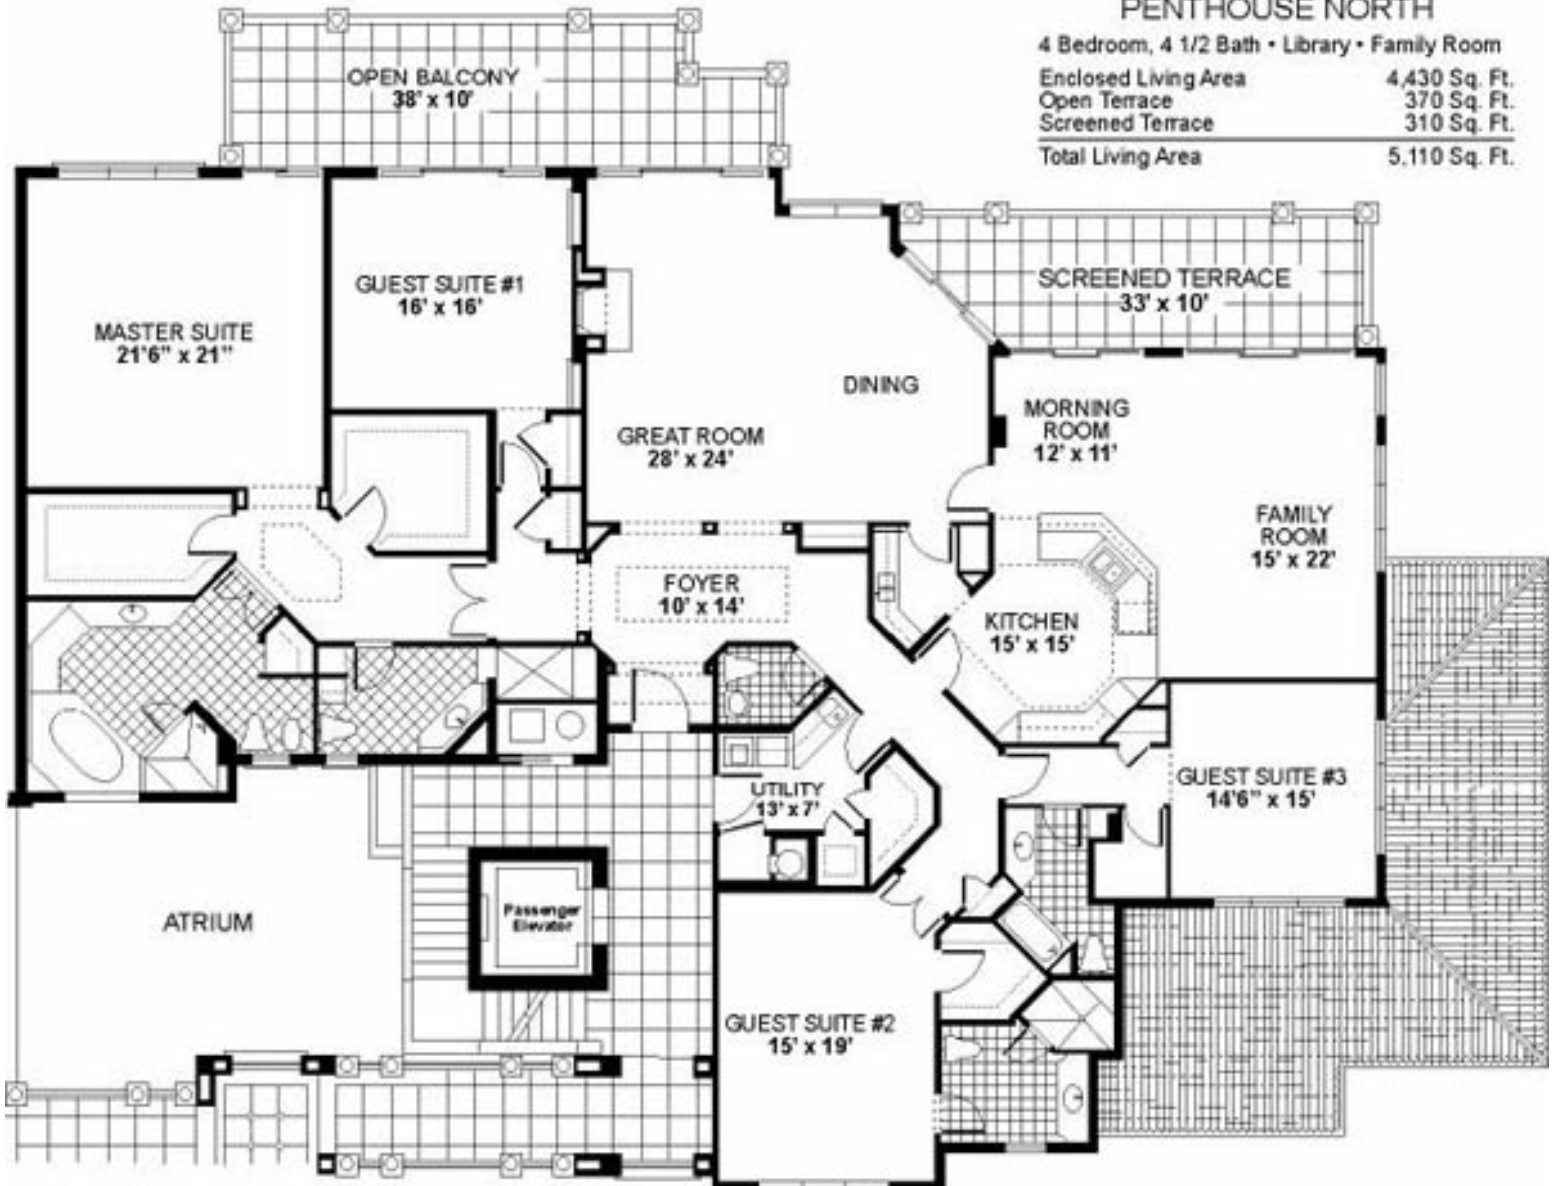 PENTHOUSE NORTH
4 Bedroom, 4 1/2 Bath • Library • Family Room
Enclosed Living Area 4,430 Sq. Ft.
Open Terrace 370 Sq. Ft.
Screened Terrace 310 Sq. Ft.
Total Living Area 5,110 Sq. Ft.
OPEN BALCONY
38' x 10'
SCREENED TERRACE
33' x 10'
GUEST SUITE #1
16' x 16'
MASTER SUITE
21'6" x 21"
DINING
GREAT ROOM
28' x 24'
MORNING
ROOM
12' x 11'
FAMILY
ROOM
15' x 22'
FOYER
10' x 14'
KITCHEN
15' x 15'
UTILITY
13' x 7'
GUEST SUITE #3
14'6" x 15'
ATRIUM
Passenger
Elevator
GUEST SUITE #2
15' x 19'